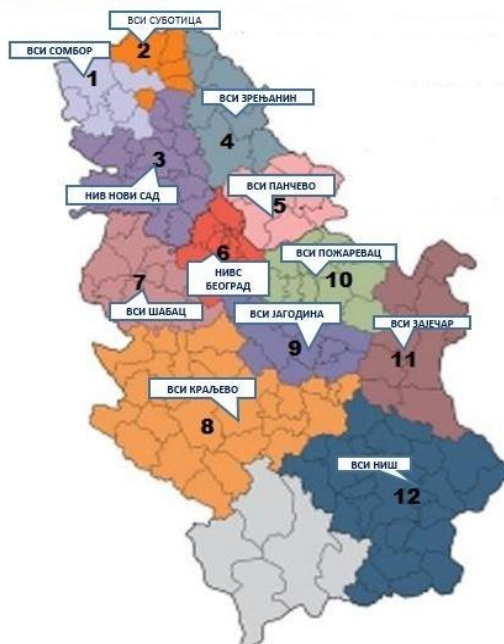 ВСИ СУБОТИЦА
2
ВСИ СОМБОР
1
ВСИ ЗРЕЊАНИН
4
3
ВСИ ПАНЧЕВО
НИВ НОВИ САД
5
6
ВСИ ПОЖАРЕВАЦ
НИВС
БЕОГРАД
10
7
ВСИ ШАБАЦ
ВСИ ЈАГОДИНА
ВСИ ЗАЈЕЧАР
9
11
ВСИ КРАЉЕВО
8
ВСИ НИШ
12